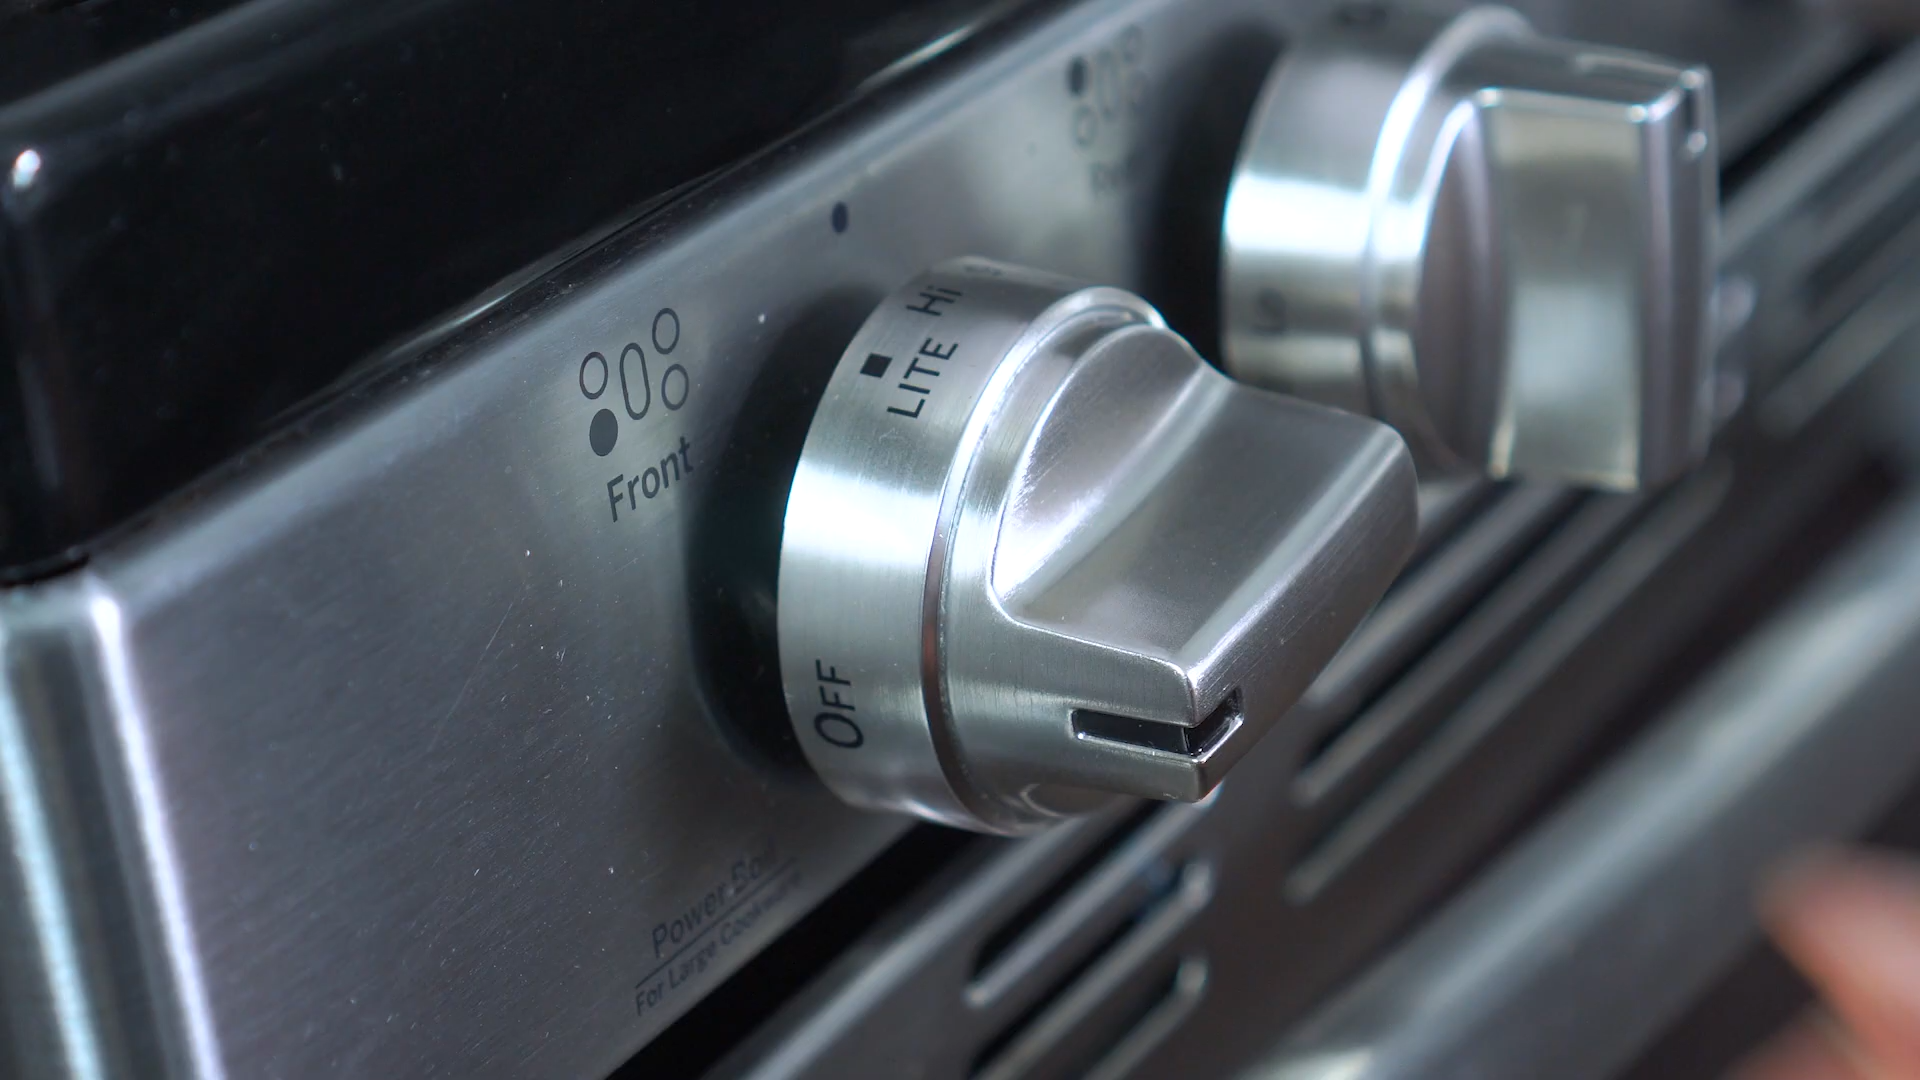 Front
Hi
LITE
OFF
Power Boil
For Large Cookware